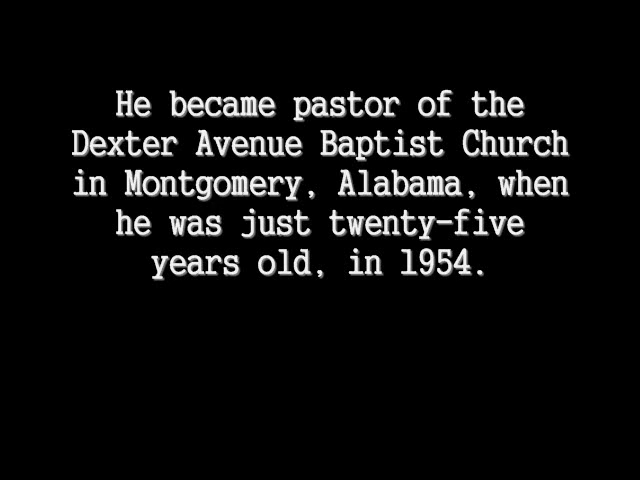 He became pastor of the
Dexter Avenue Baptist Church
in Montgomery, Alabama, when
he was just twenty-five
years old, in 1954.